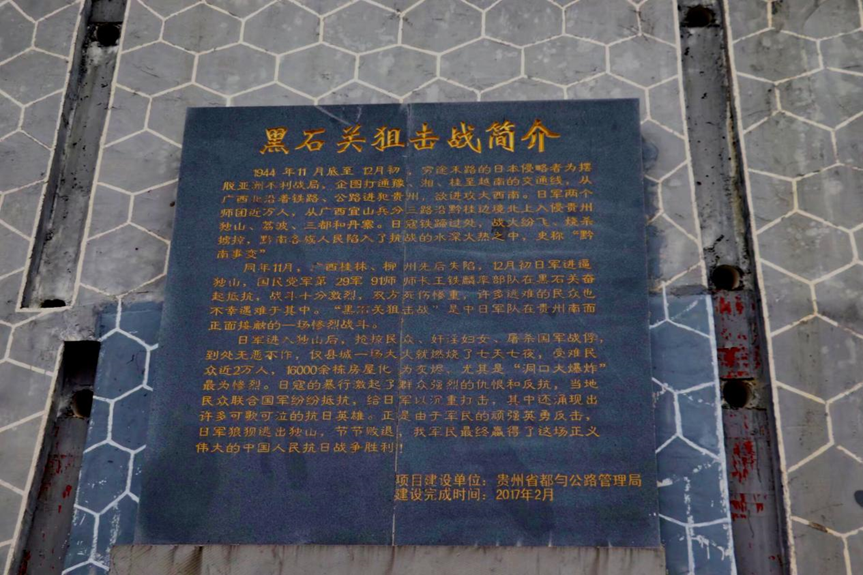 黑石关狙击战简介
1944年11月底至12月初，穷途末路的日本侵略者为摆
脱亚洲不利战局，企图打通豫、湘、桂至越南的交通线，从
广西北沿着铁路、公路进犯贵州，欲进攻大西南。日军两个
师团近万人，从广西宜山兵分三路沿黔桂边境北上入侵贵州
独山、荔波、三都和丹寨。日寇铁蹄过处，战火纷飞、烧杀
掳掠，黔南各族人民陷入了抗战的水深火热之中，史称“黔
南事变”
同年11月，广西桂林、柳州先后失陷，12月初日军进逼
独山，国民党军第29军91师师长王铁麟率部队在黑石关奋
起抵抗，战斗十分激烈，双方死伤惨重，许多逃难的民众也
不幸遇难于其中。“黑石关狙击战”是中日军队在贵州南面
正面接触的一场惨烈战斗。
日军进入独山后，抢掠民众、奸淫妇女、屠杀国军战俘，
到处无恶不作，仅县城一场大火就燃烧了七天七夜，受难民
众近2万人，16000余栋房屋化为灰烬，尤其是“洞口大爆炸”
最为惨烈。日寇的暴行激起了群众强烈的仇恨和反抗，当地
民众联合国军纷纷抵抗，给日军以沉重打击，其中还涌现出
许多可歌可泣的抗日英雄。正是由于军民的顽强英勇反击，
日军狼狈退出独山，节节败退，我军民最终赢得了这场正义
伟大的中国人民抗日战争胜利！
项目建设单位：贵州省都匀公路管理局
建设完成时间：2017年2月